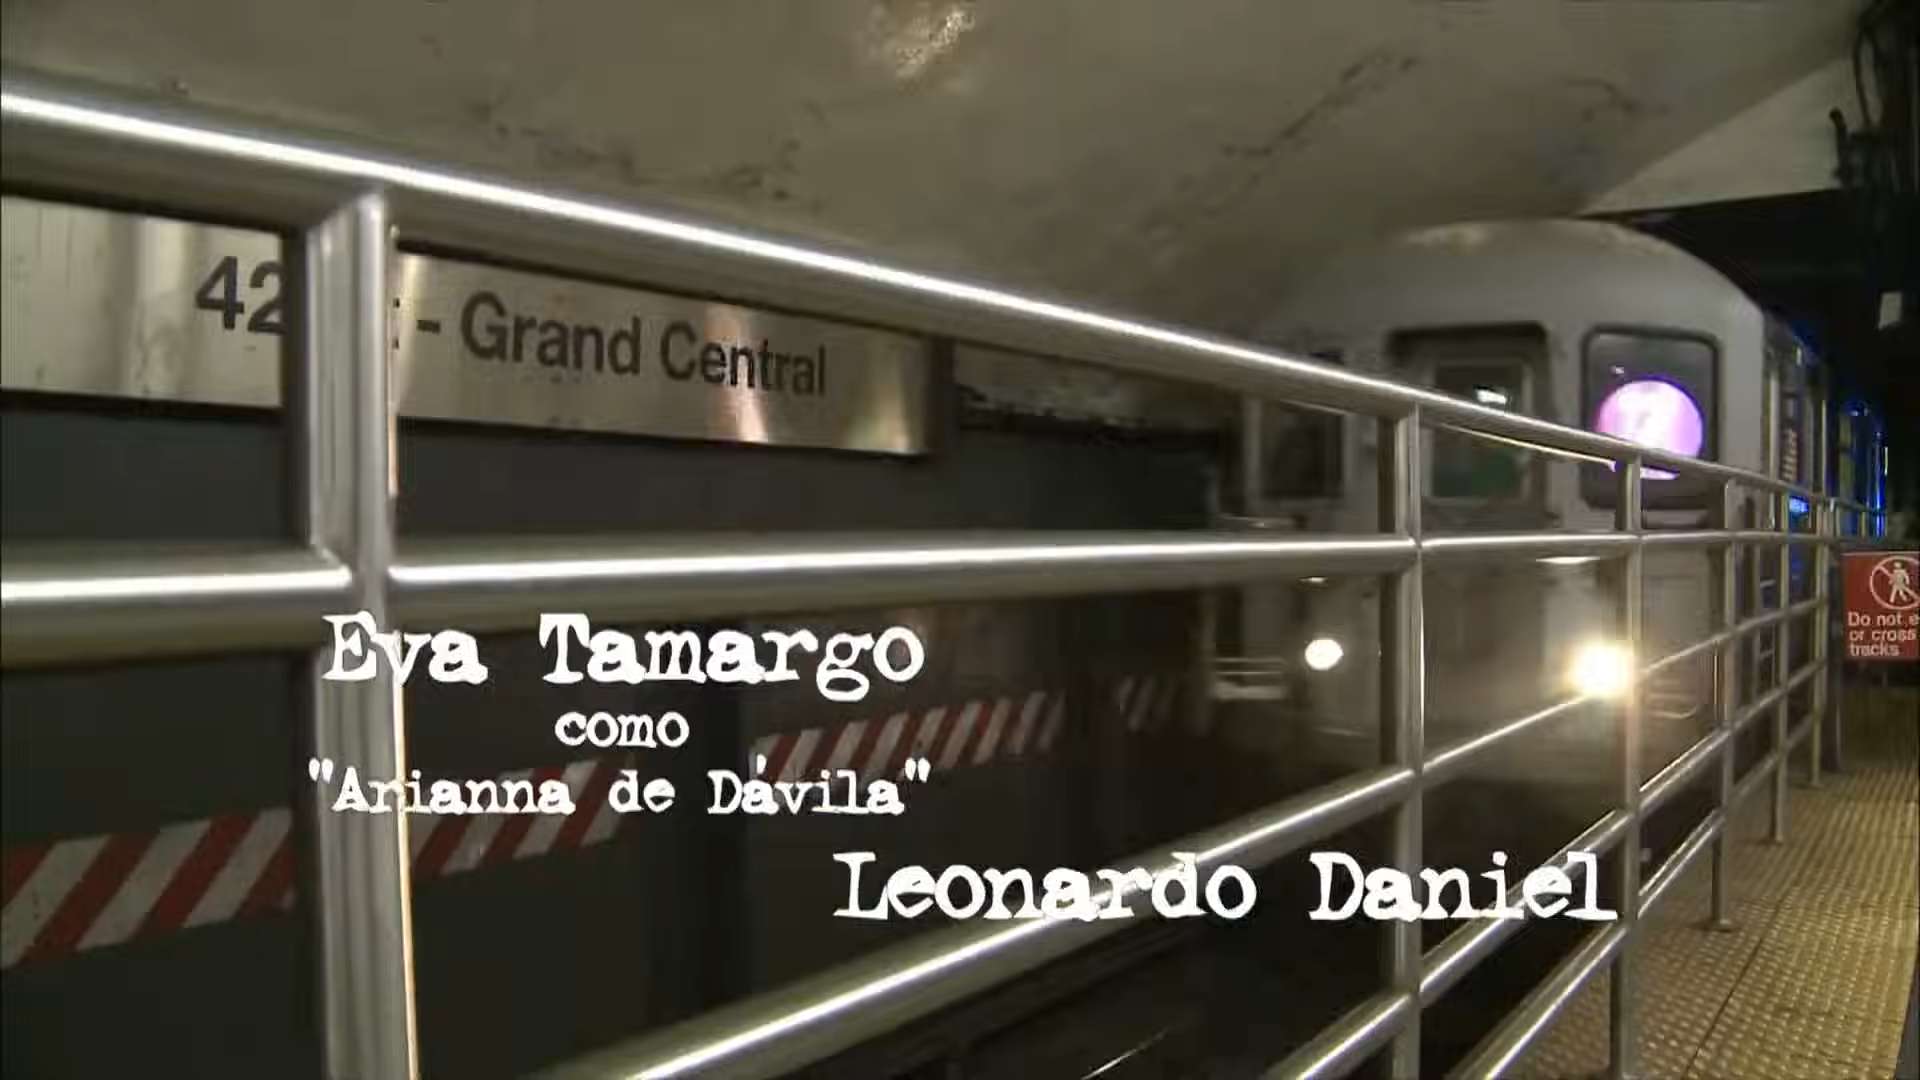 42 - Grand Central
Eva Tamargo
como
"Arianna de Dávila"
Leonardo Daniel
Do not
or cross
tracks